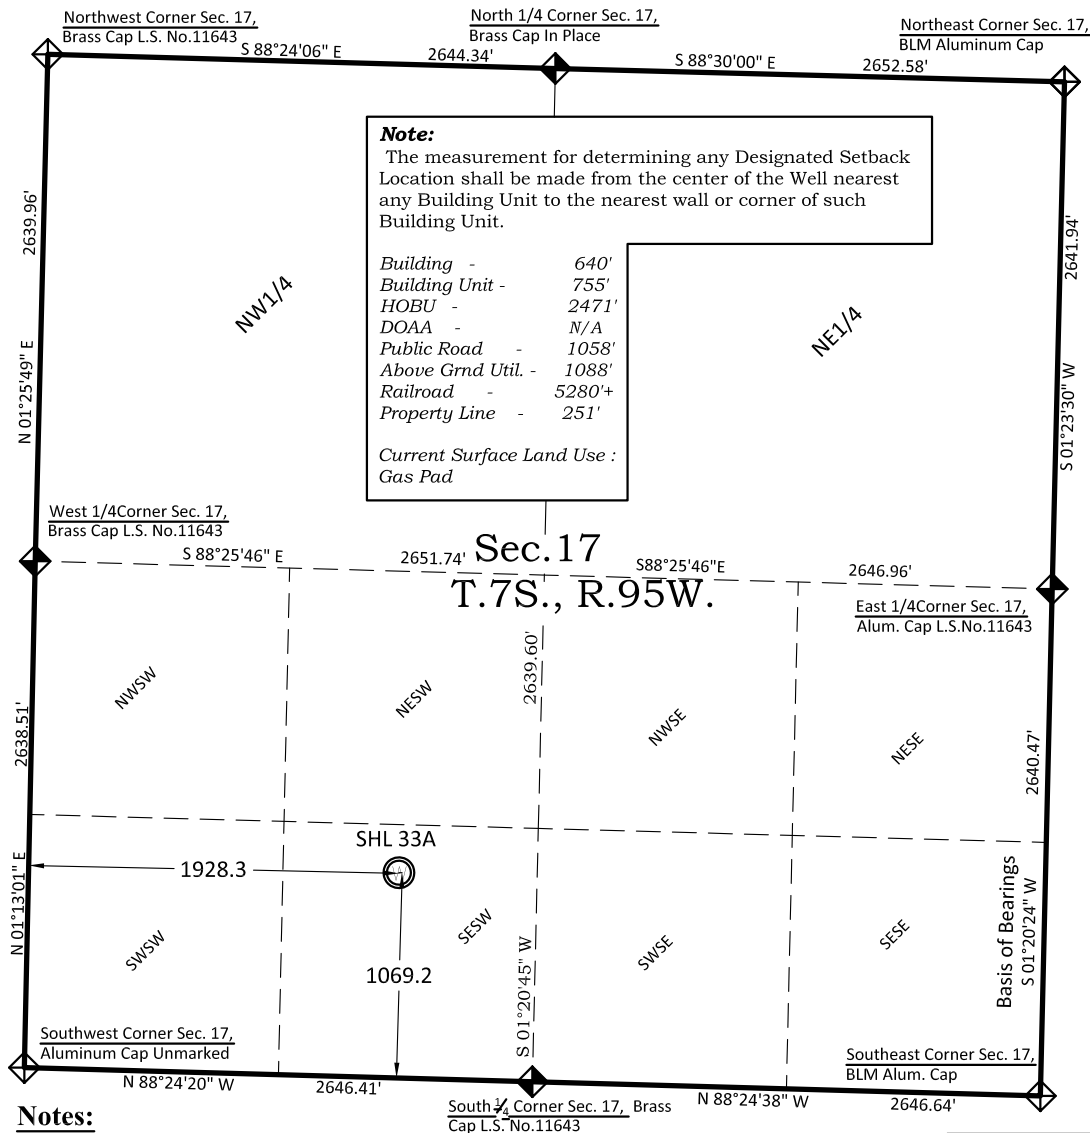 Northwest Corner Sec. 17,
Brass Cap L.S. No.11643
North 1/4 Corner Sec. 17,
Brass Cap In Place
Northeast Corner Sec. 17,
BLM Aluminum Cap
S 88°24'06" E
2644.34'
S 88°30'00" E
2652.58'
Note:
The measurement for determining any Designated Setback
Location shall be made from the center of the Well nearest
any Building Unit to the nearest wall or corner of such
Building Unit.
Building - 640'
Building Unit - 755'
HOBU - 2471'
DOAA - N/A
Public Road - 1058'
Above Grnd Util. - 1088'
Railroad - 5280'+
Property Line - 251'
Current Surface Land Use :
Gas Pad
2639.96'
N 01°25'49" E
NW1/4
NE1/4
2641.94'
S 01°23'30" W
West 1/4Corner Sec. 17,
Brass Cap L.S. No.11643
S 88°25'46" E
2651.74'
Sec.17
S88°25'46"E
2646.96'
T.7S., R.95W.
East 1/4Corner Sec. 17,
Alum. Cap L.S.No.11643
2639.60'
NWSW
NESW
NWSE
NESE
2638.51'
2640.47'
SHL 33A
1928.3
N 01°13'01" E
SWSW
SESW
SWSE
SESE
1069.2
S 01°20'45" W
Basis of Bearings
S 01°20'24" W
Southwest Corner Sec. 17,
Aluminum Cap Unmarked
Southeast Corner Sec. 17,
BLM Alum. Cap
N 88°24'20" W
2646.41'
N 88°24'38" W
2646.64'
South 1/4 Corner Sec. 17, Brass
Cap L.S. No.11643
Notes: